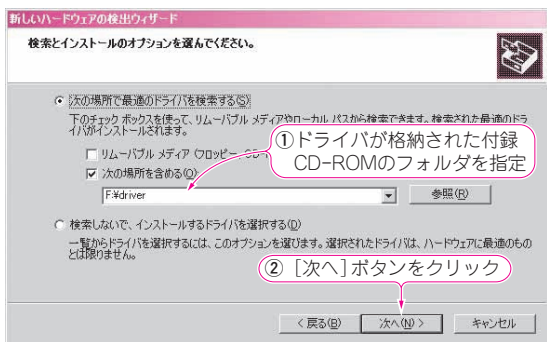 新しいハードウェアの検出ウィザード
検索とインストールのオプションを選んでください。
次の場所で最適のドライバを検索する(S)
下のチェック ボックスを使って、リムーバブル メディアやローカル パスから検索できます。検索された最適のドラ
イバがインストールされます。
リムーバブル メディア (フロッピー、CD-
①ドライバが格納された付録
CD-ROMのフォルダを指定
次の場所を含める(O):
F:¥driver
参照(R)
検索しないで、インストールするドライバを選択する(D)
一覧からドライバを選択するには、このオプションを選びます。選択されたドライバは、ハードウェアに最適のもの
とは限りません。
② [次へ]ボタンをクリック
< 戻る(B)
次へ(N) >
キャンセル